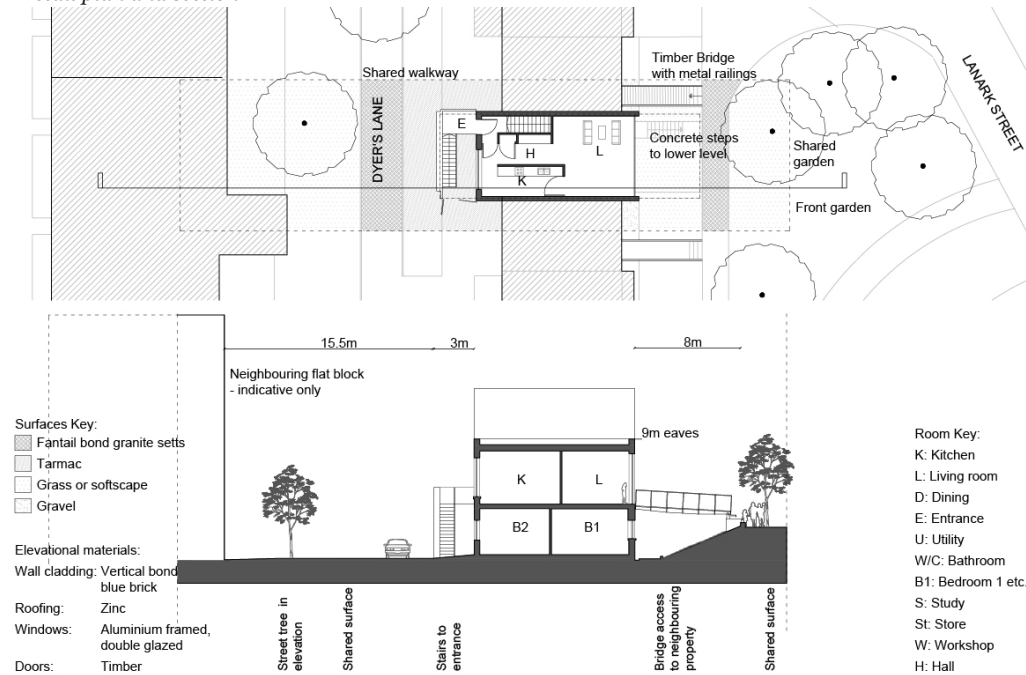 plan and section
Shared walkway
Timber Bridge
with metal railings
LANARK STREET
DYER'S LANE
E
H
L
K
Concrete steps
to lower level
Shared
garden
Front garden
15.5m
3m
8m
Neighbouring flat block
- indicative only
9m eaves
K
L
B2
B1
Surfaces Key:
Fantail bond granite setts
Tarmac
Grass or softscape
Gravel
Elevational materials:
Wall cladding: Vertical bond
blue brick
Roofing: Zinc
Windows: Aluminium framed,
double glazed
Doors: Timber
Street tree in
elevation
Shared surface
Stairs to
entrance
Bridge access
to neighbouring
property
Shared surface
Room Key:
K: Kitchen
L: Living room
D: Dining
E: Entrance
U: Utility
W/C: Bathroom
B1: Bedroom 1 etc.
S: Study
St: Store
W: Workshop
H: Hall